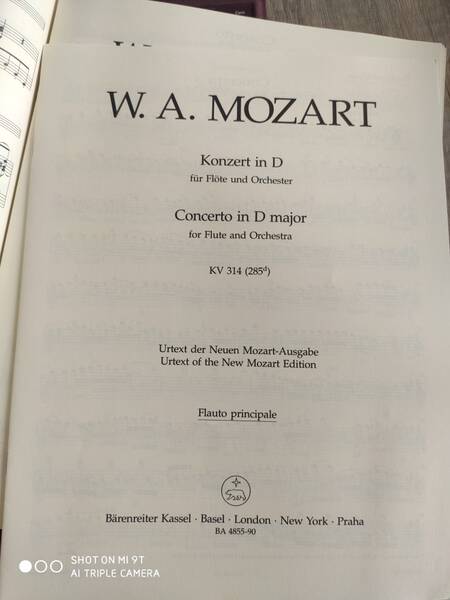 W. A. MOZART
Konzert in D
für Flöte und Orchester
Concerto in D major
for Flute and Orchestra
KV 314 (285ᵈ)
Urtext der Neuen Mozart-Ausgabe
Urtext of the New Mozart Edition
Flauto principale
Bärenreiter Kassel · Basel · London · New York · Praha
BA 4855-90
SHOT ON MI 9T
AI TRIPLE CAMERA